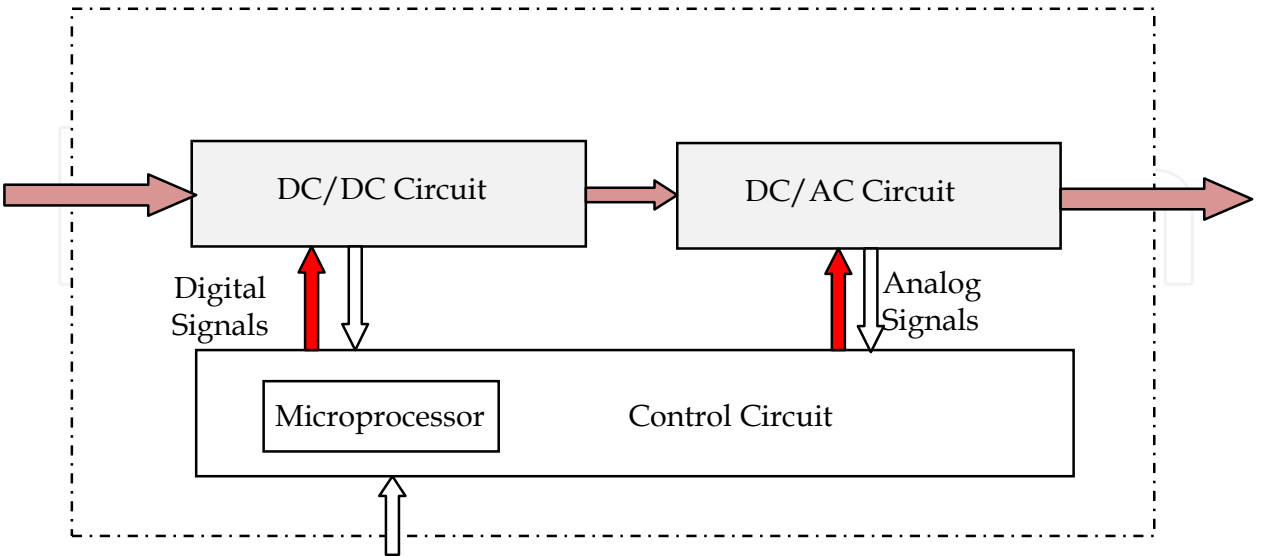 DC/DC Circuit
DC/AC Circuit
Digital
Signals
Analog
Signals
Microprocessor
Control Circuit